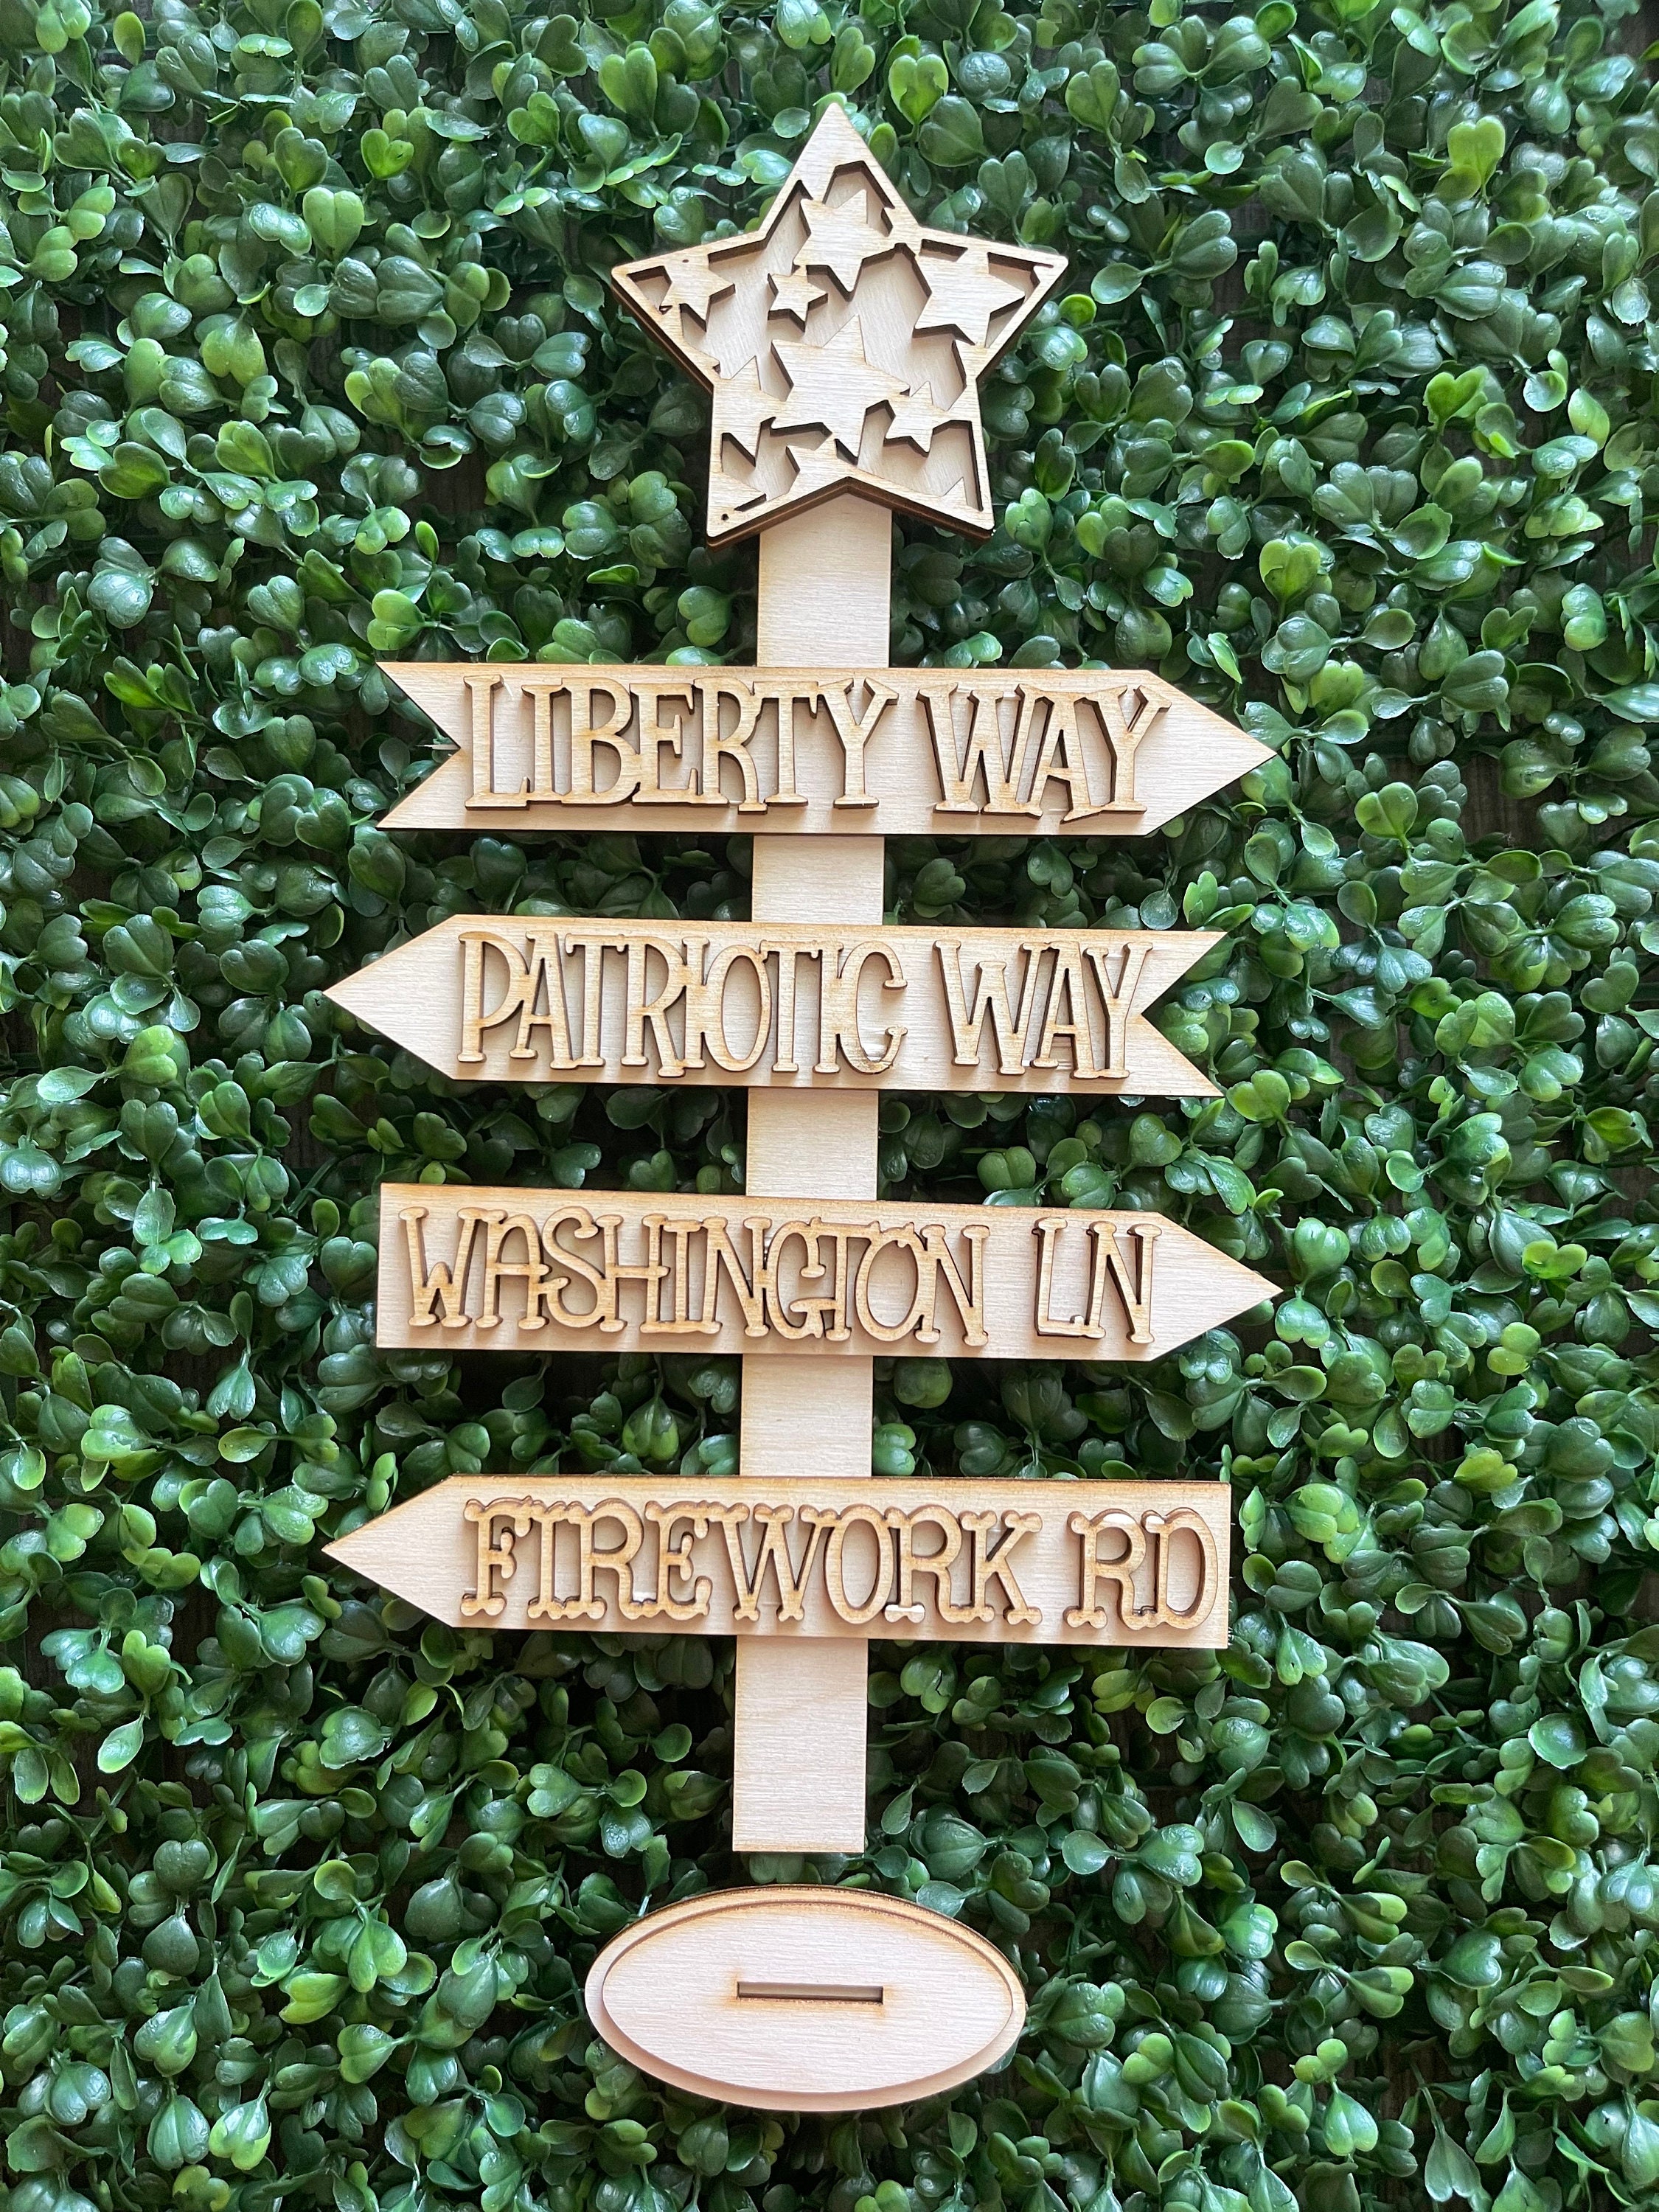 LIBERTY WAY
PATRIOTIC WAY
WASHINGTON LN
FIREWORK RD